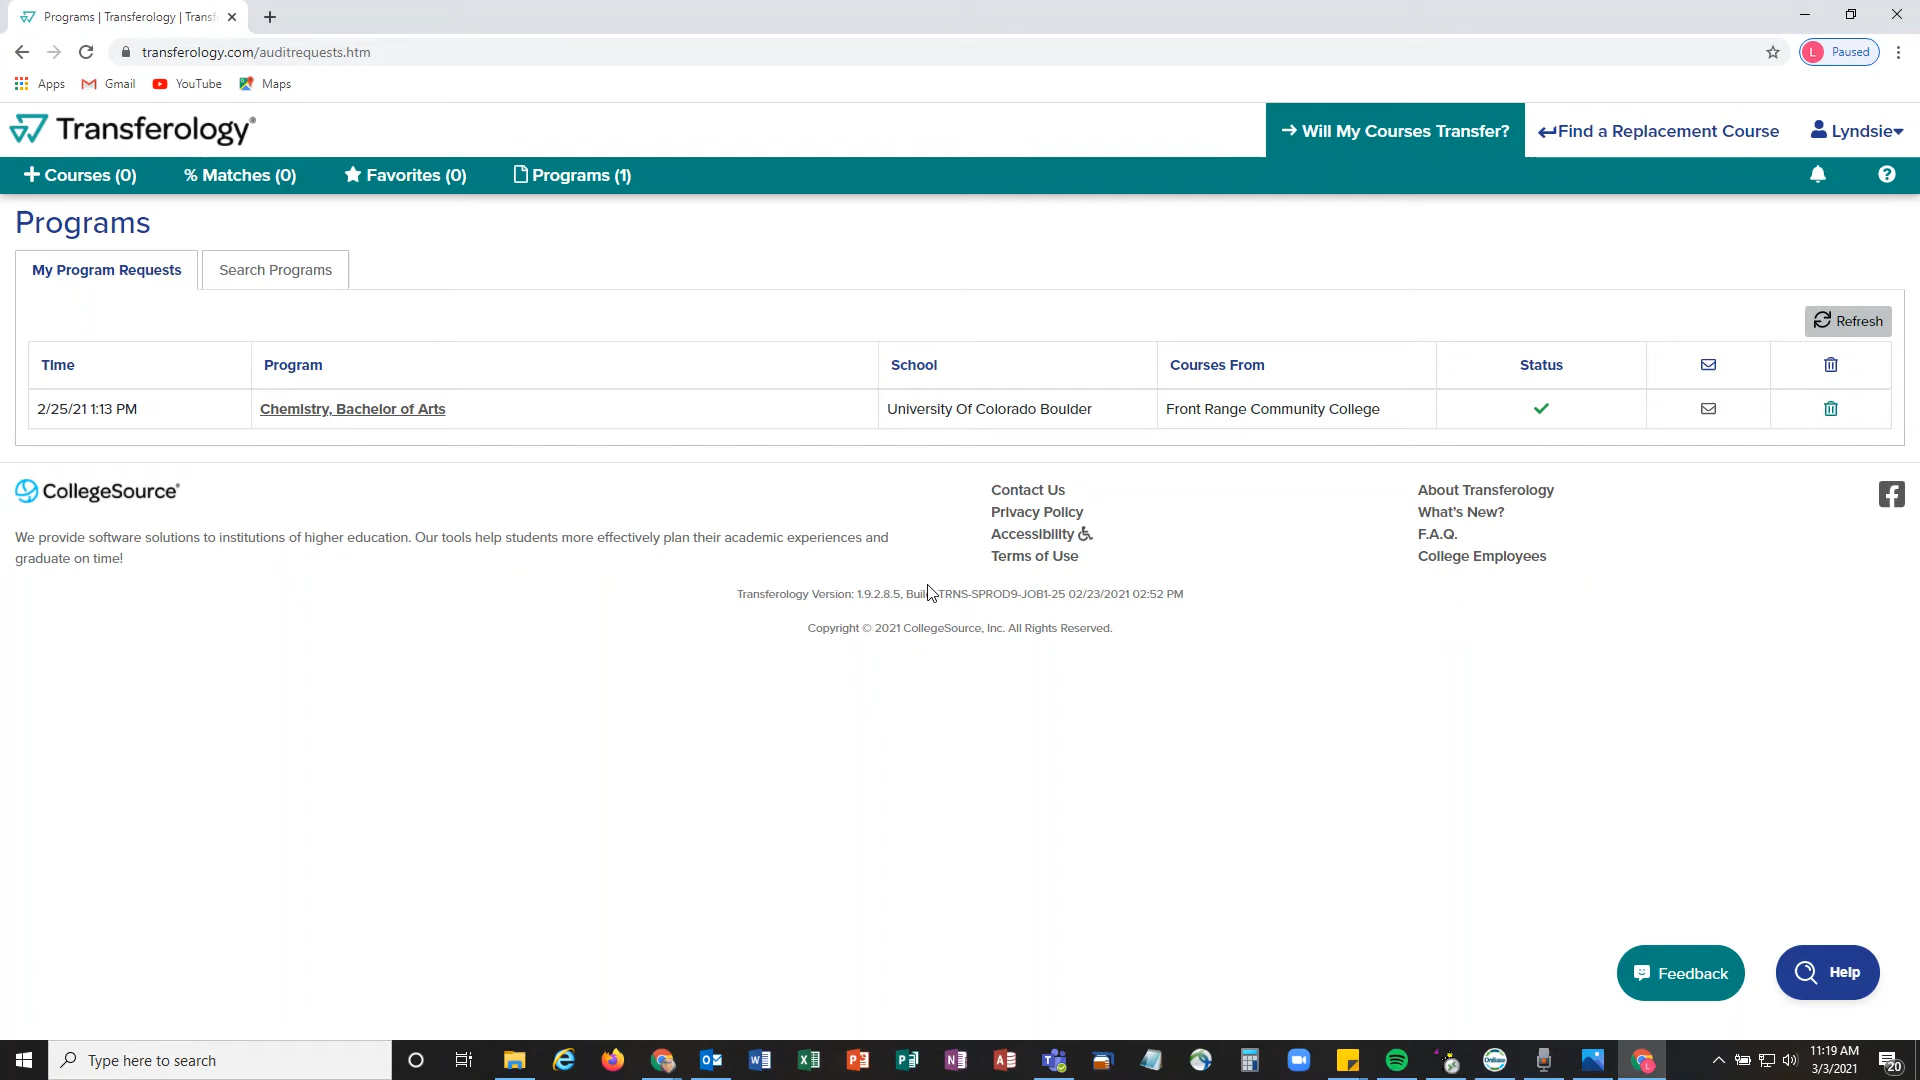 Programs | Transferology | Transf
transferology.com/auditrequests.htm
L Paused
Apps Gmail YouTube Maps
Transferology®
Will My Courses Transfer? Find a Replacement Course Lyndsie
Courses (0) % Matches (0) Favorites (0) Programs (1)
Programs
My Program Requests Search Programs
Refresh
Time Program School Courses From Status
2/25/21 1:13 PM Chemistry, Bachelor of Arts University Of Colorado Boulder Front Range Community College
CollegeSource®
We provide software solutions to institutions of higher education. Our tools help students more effectively plan their academic experiences and
graduate on time!
Contact Us
Privacy Policy
Accessibility
Terms of Use
About Transferology
What's New?
F.A.Q.
College Employees
Transferology Version: 1.9.2.8.5, Buil TRNS-SPROD9-JOB1-25 02/23/2021 02:52 PM
Copyright © 2021 CollegeSource, Inc. All Rights Reserved.
Feedback
Help
Type here to search
11:19 AM
3/3/2021
20